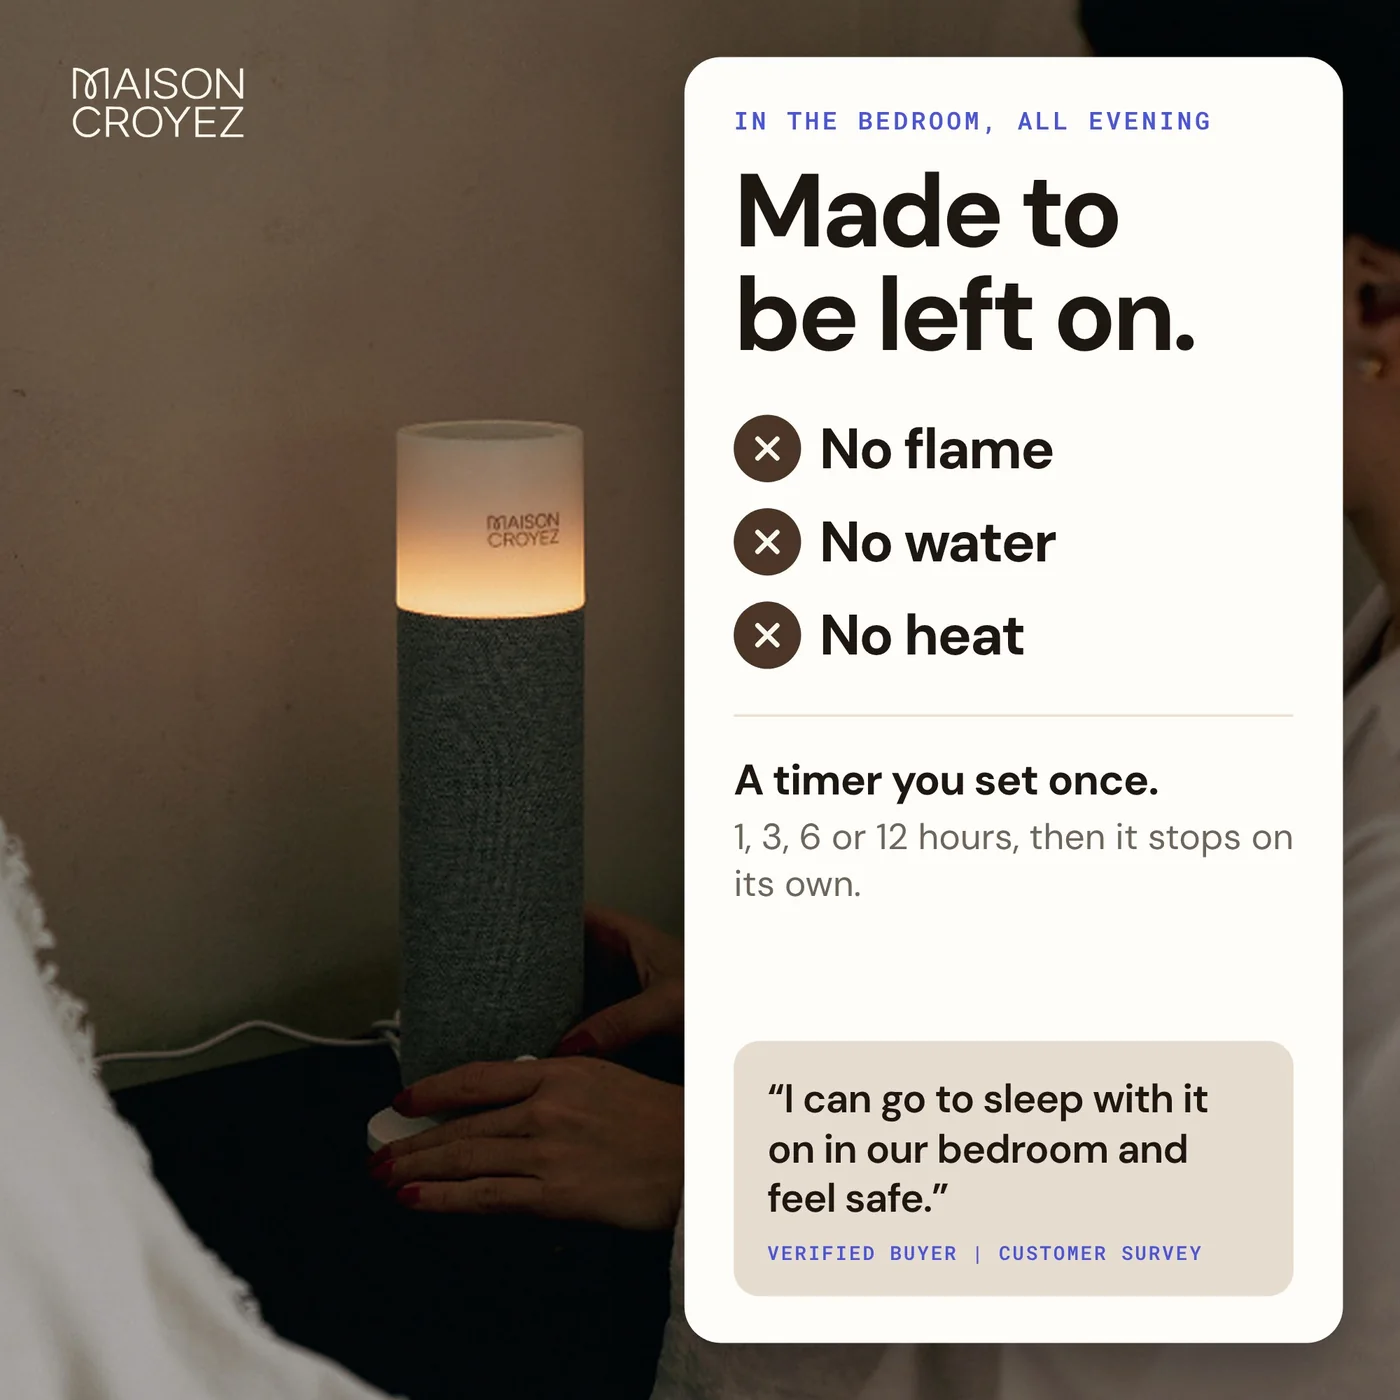 MAISON
CROYEZ
IN THE BEDROOM, ALL EVENING
Made to
be left on.
No flame
No water
No heat
A timer you set once.
1, 3, 6 or 12 hours, then it stops on
its own.
“I can go to sleep with it
on in our bedroom and
feel safe.”
VERIFIED BUYER | CUSTOMER SURVEY
MAISON
CROYEZ